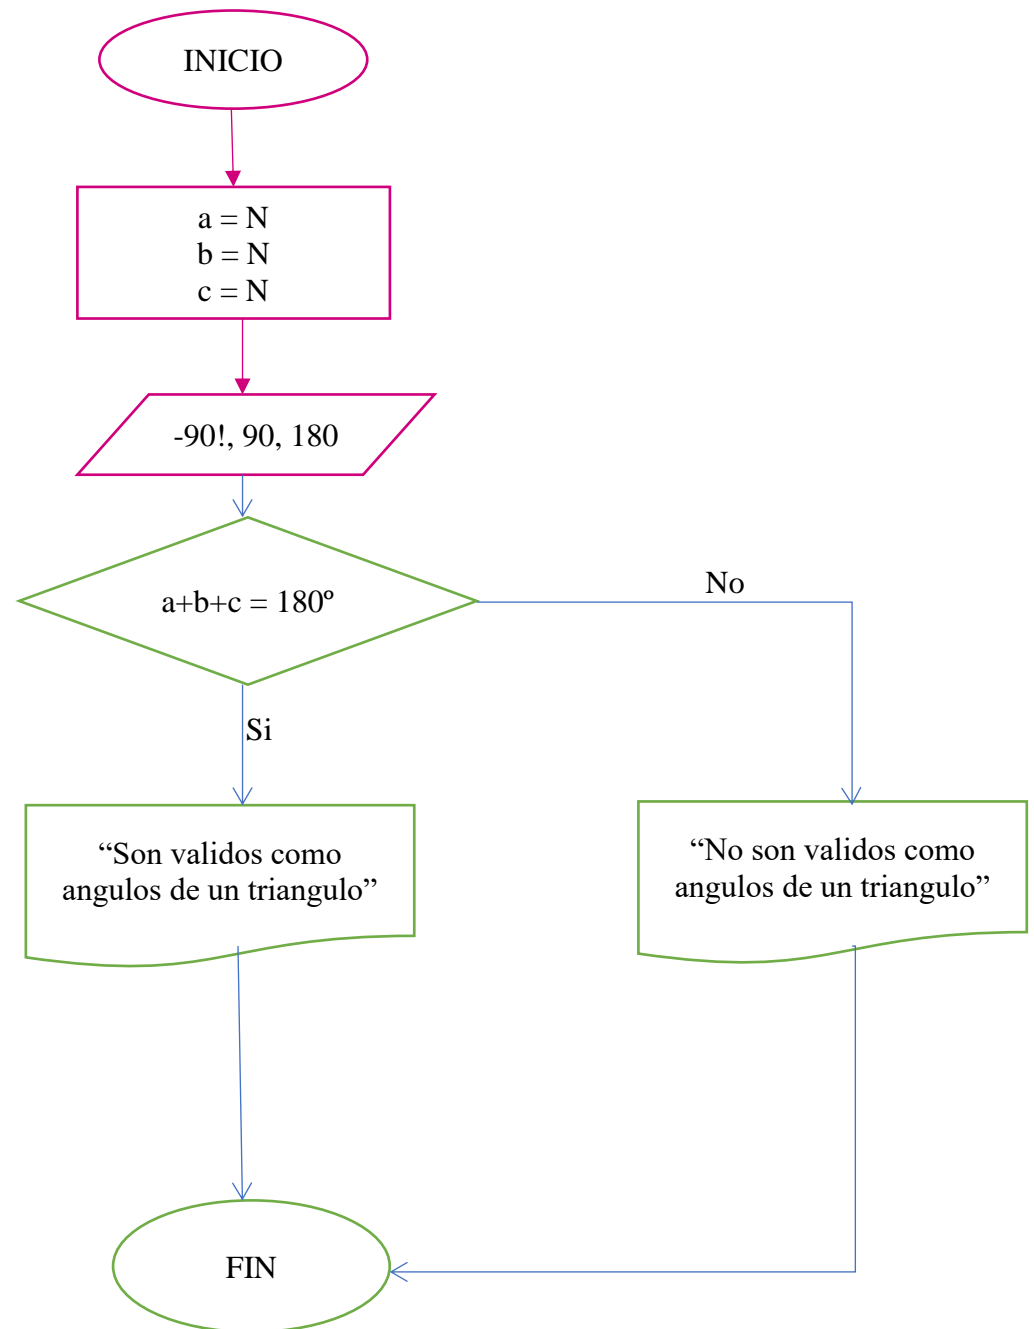 INICIO
a = N
b = N
c = N
-90!, 90, 180
a+b+c = 180º
No
Si
“Son validos como
angulos de un triangulo”
“No son validos como
angulos de un triangulo”
FIN